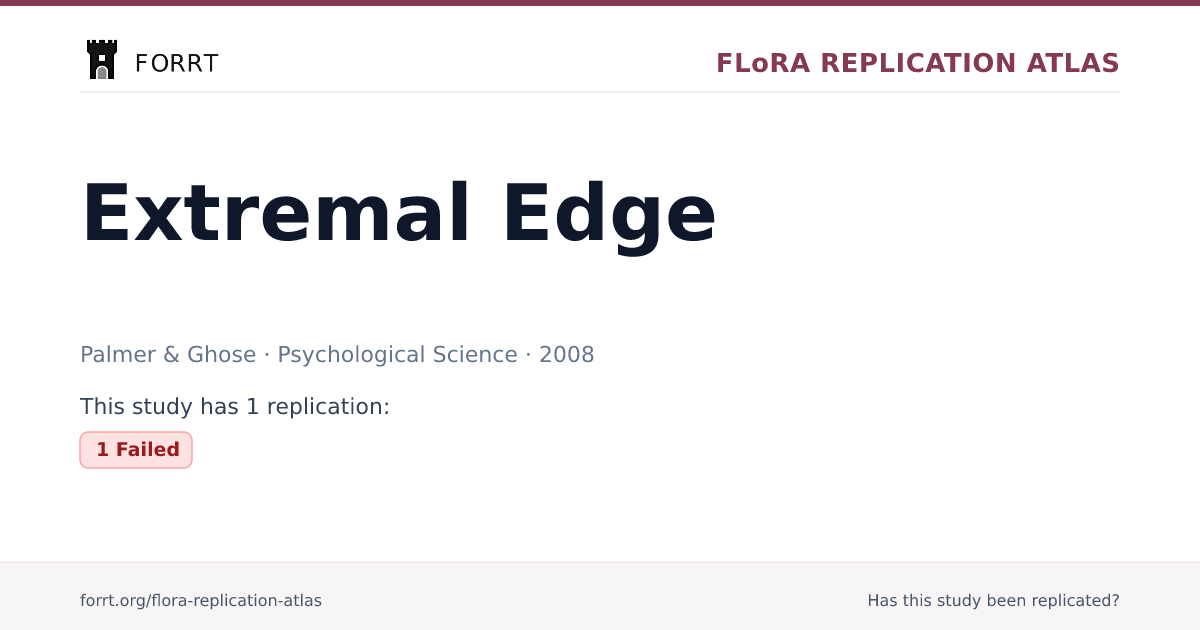 FORRT
FLoRA REPLICATION ATLAS
Extremal Edge
Palmer & Ghose · Psychological Science · 2008
This study has 1 replication:
1 Failed
forrt.org/flora-replication-atlas
Has this study been replicated?